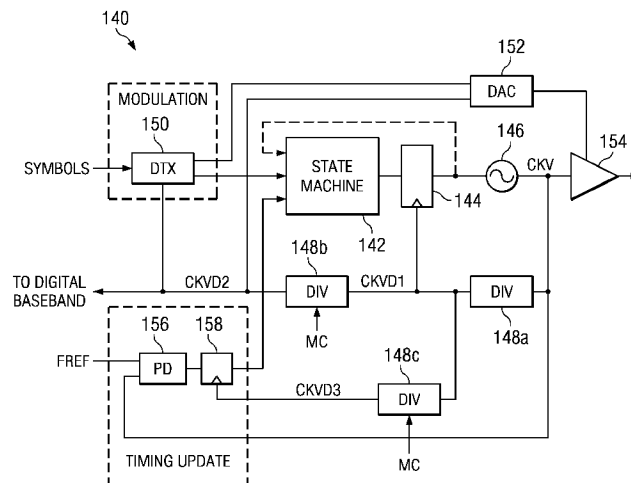 140
152
DAC
MODULATION
150
DTX
SYMBOLS
STATE
MACHINE
142
144
146
CKV
154
148b
TO DIGITAL
BASEBAND
CKVD2
DIV
CKVD1
DIV
148a
MC
156
158
FREF
PD
148c
CKVD3
DIV
TIMING UPDATE
MC